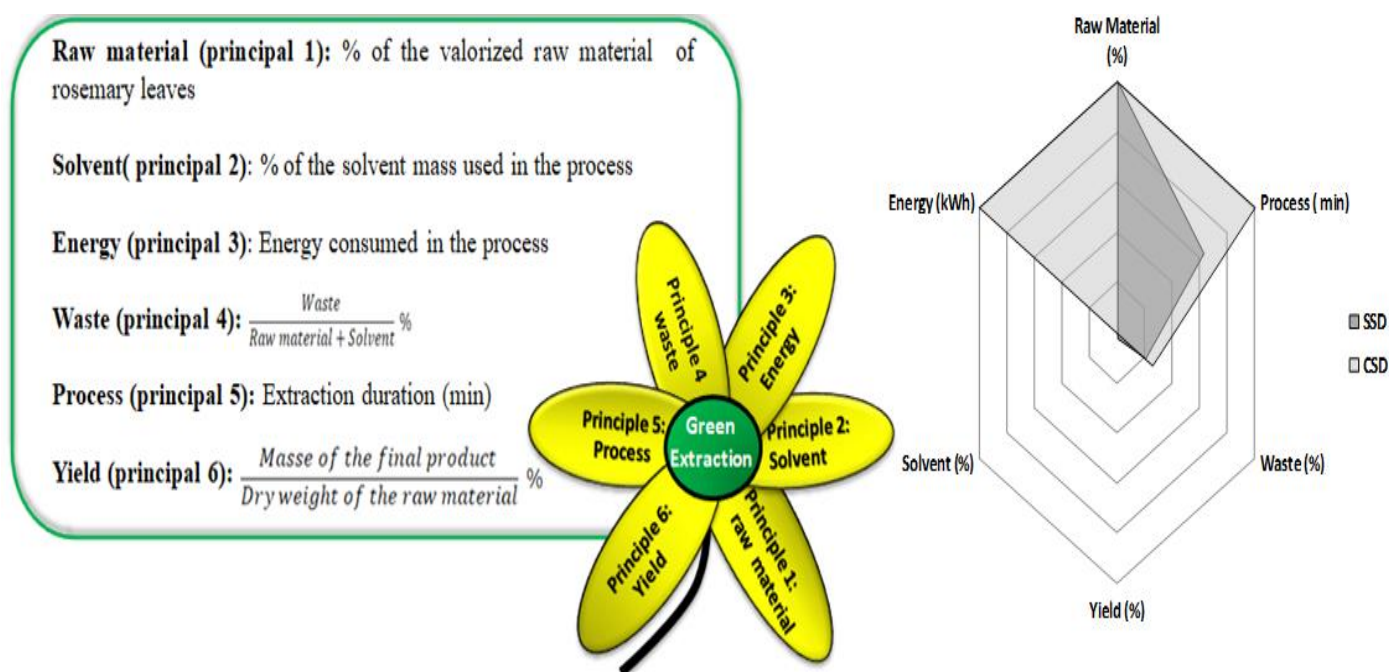 Raw material (principal 1): % of the valorized raw material of
rosemary leaves
Solvent( principal 2): % of the solvent mass used in the process
Energy (principal 3): Energy consumed in the process
Waste (principal 4): Waste / Raw material + Solvent %
Process (principal 5): Extraction duration (min)
Yield (principal 6): Masse of the final product / Dry weight of the raw material %
Principle 4
waste
Principle 3:
Energy
Principle 5:
Process
Green
Extraction
Principle 2:
Solvent
Principle 6:
Yield
Principle 1:
raw material
Raw Material
(%)
Energy (kWh)
Process ( min)
Solvent (%)
Waste (%)
Yield (%)
SSD
CSD